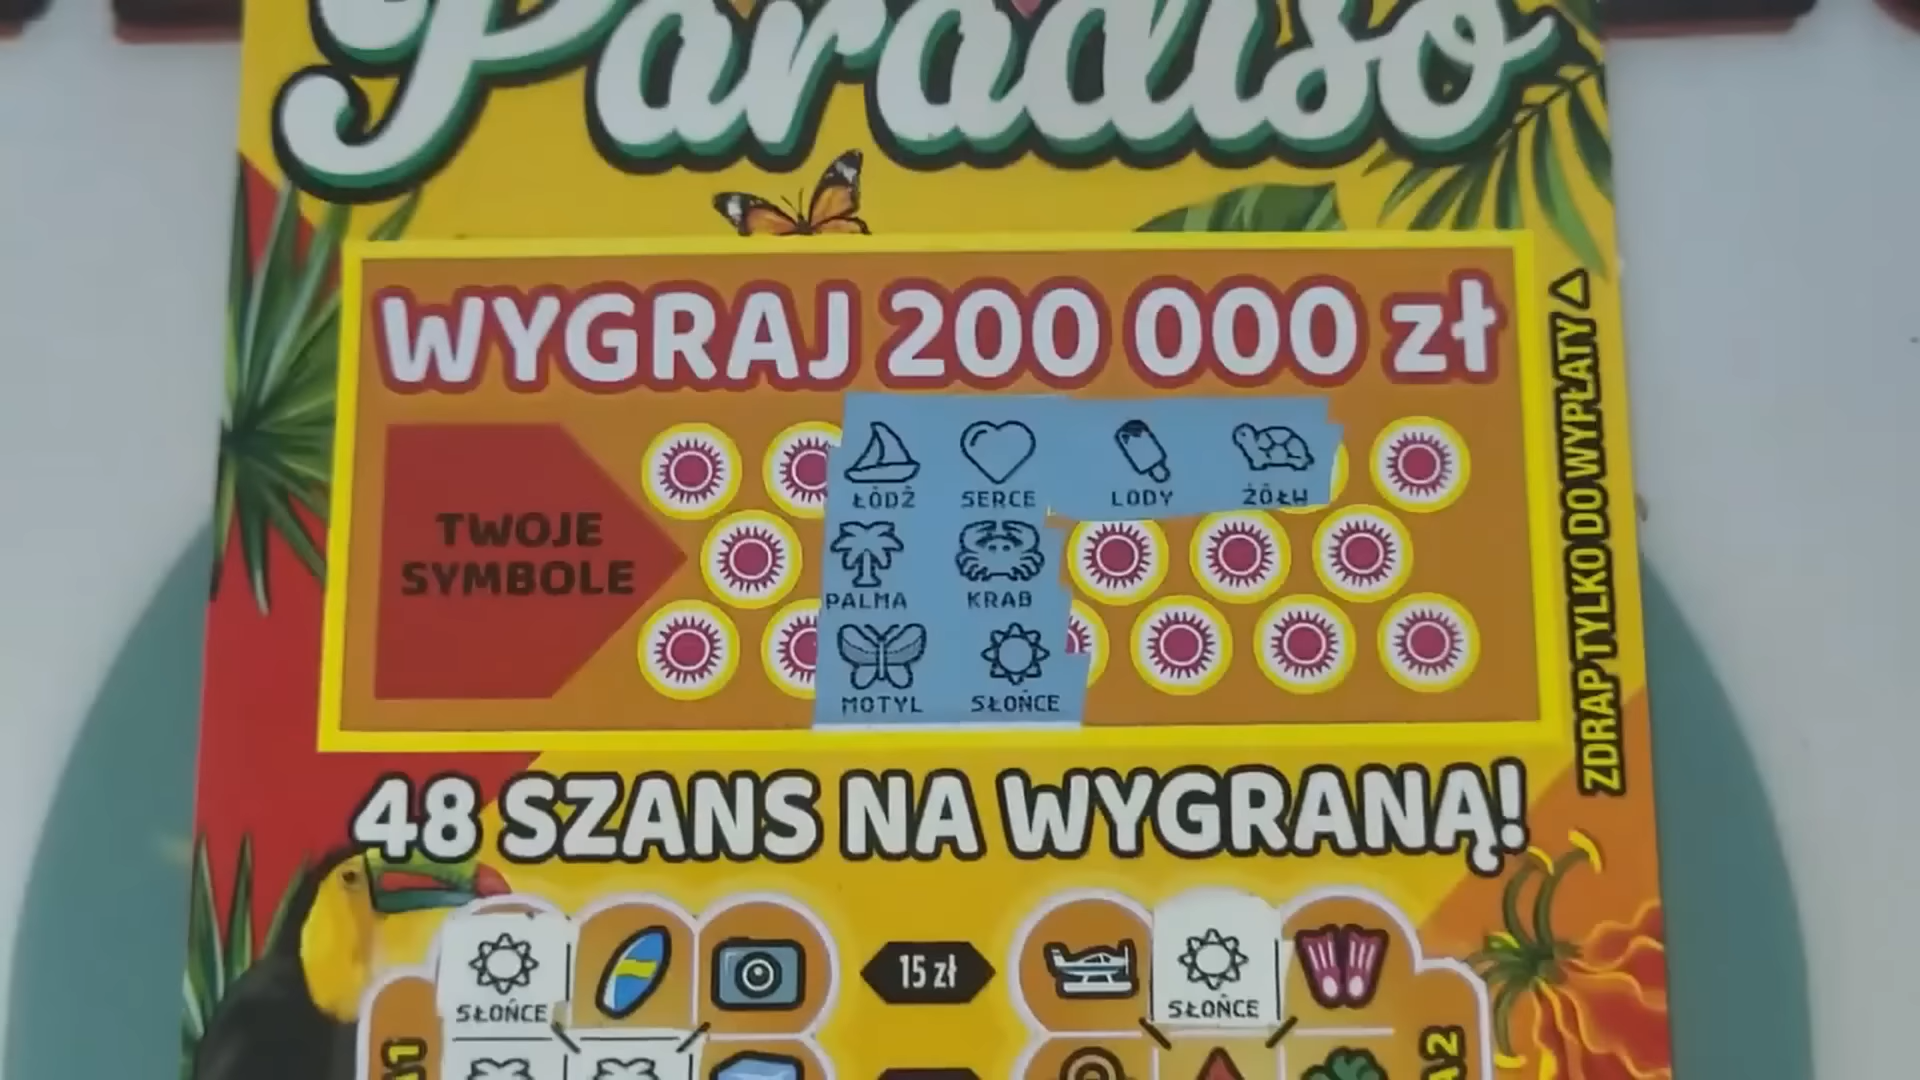 Paradiso
WYGRAJ 200 000 zł
TWOJE
SYMBOLE
ŁÓDŹ SERCE LODY ŻÓŁW
PALMA KRAB
MOTYL SŁOŃCE
ZDRAP TYLKO DO WYPŁATY
48 SZANS NA WYGRANĄ!
SŁOŃCE 15 zł SŁOŃCE
A2